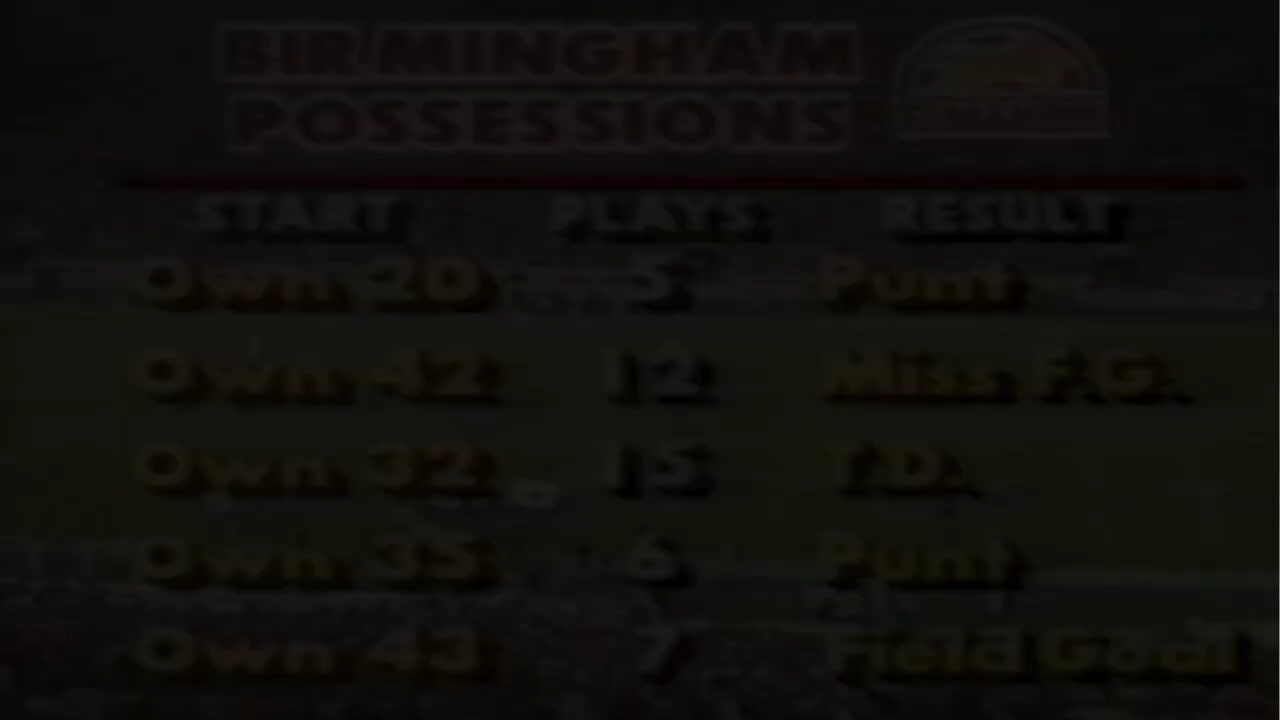 BIRMINGHAM
POSSESSIONS
START PLAYS RESULT
Own 20 5 Punt
Own 42 12 Miss F.G.
Own 32 15 T.D.
Own 35 6 Punt
Own 43 7 Field Goal